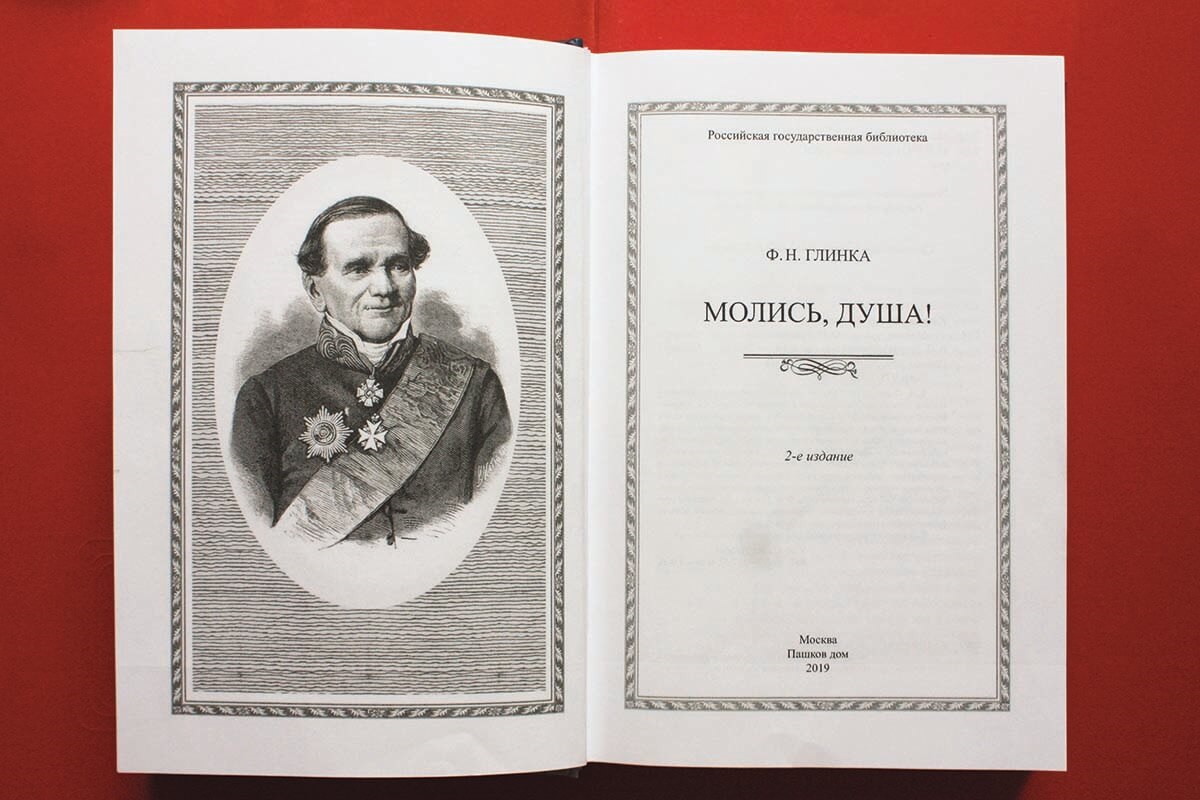 Российская государственная библиотека
Ф. Н. ГЛИНКА
МОЛИСЬ, ДУША!
2-е издание
Москва
Пашков дом
2019